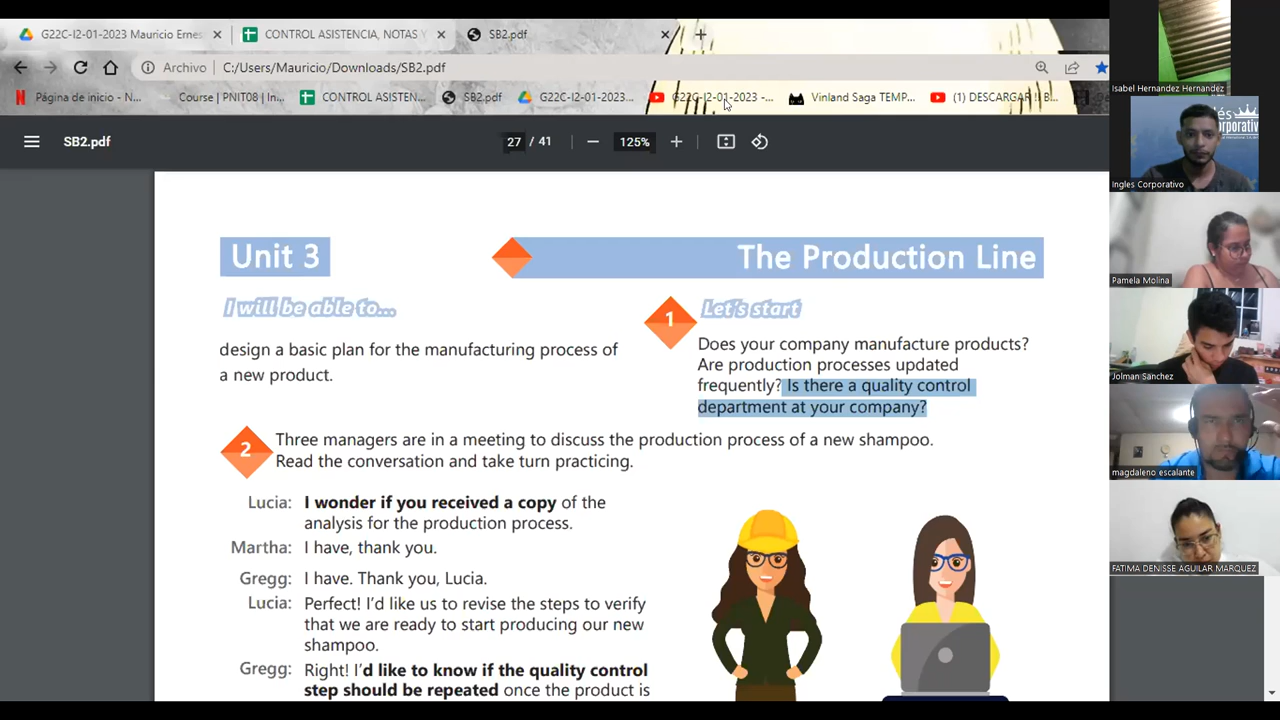 G22C-I2-01-2023 Mauricio Ernes
CONTROL ASISTENCIA, NOTAS Y
SB2.pdf
Archivo
C:/Users/Mauricio/Downloads/SB2.pdf
Página de inicio - N...
Course | PNIT08 | In...
CONTROL ASISTEN...
SB2.pdf
G22C-I2-01-2023...
G22C-I2-01-2023 -...
Vinland Saga TEMP...
(1) DESCARGAR !! B...
SB2.pdf
27 / 41
125%
Unit 3
The Production Line
I will be able to...
design a basic plan for the manufacturing process of
a new product.
1
Let's start
Does your company manufacture products?
Are production processes updated
frequently? Is there a quality control
department at your company?
2
Three managers are in a meeting to discuss the production process of a new shampoo.
Read the conversation and take turn practicing.
Lucia: I wonder if you received a copy of the
analysis for the production process.
Martha: I have, thank you.
Gregg: I have. Thank you, Lucia.
Lucia: Perfect! I'd like us to revise the steps to verify
that we are ready to start producing our new
shampoo.
Gregg: Right! I'd like to know if the quality control
step should be repeated once the product is
Isabel Hernandez Hernandez
Ingles Corporativo
Pamela Molina
Jolman Sanchez
magdaleno escalante
FATIMA DENISSE AGUILAR MARQUEZ